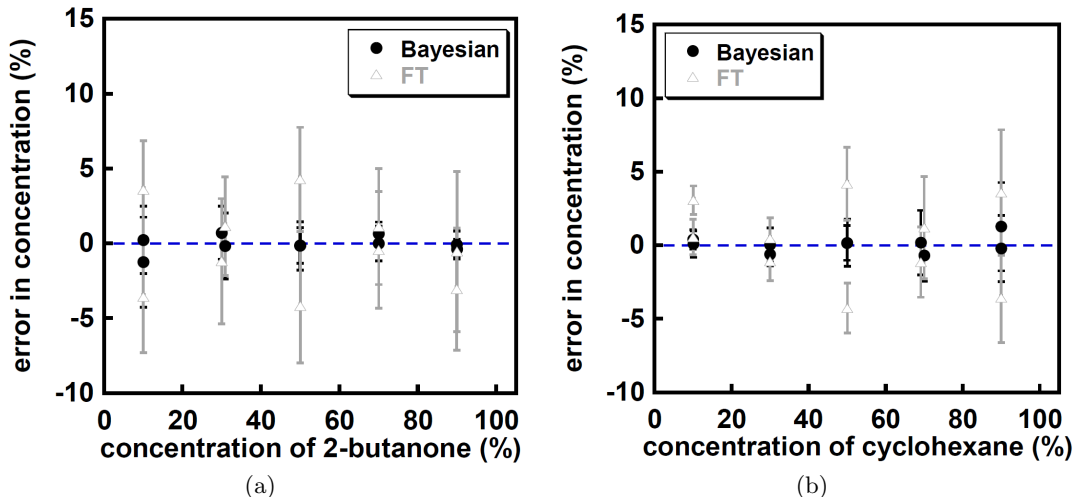 15
10
5
0
-5
-10
error in concentration (%)
Bayesian
FT
0 20 40 60 80 100
concentration of 2-butanone (%)
(a)
15
10
5
0
-5
-10
error in concentration (%)
Bayesian
FT
0 20 40 60 80 100
concentration of cyclohexane (%)
(b)